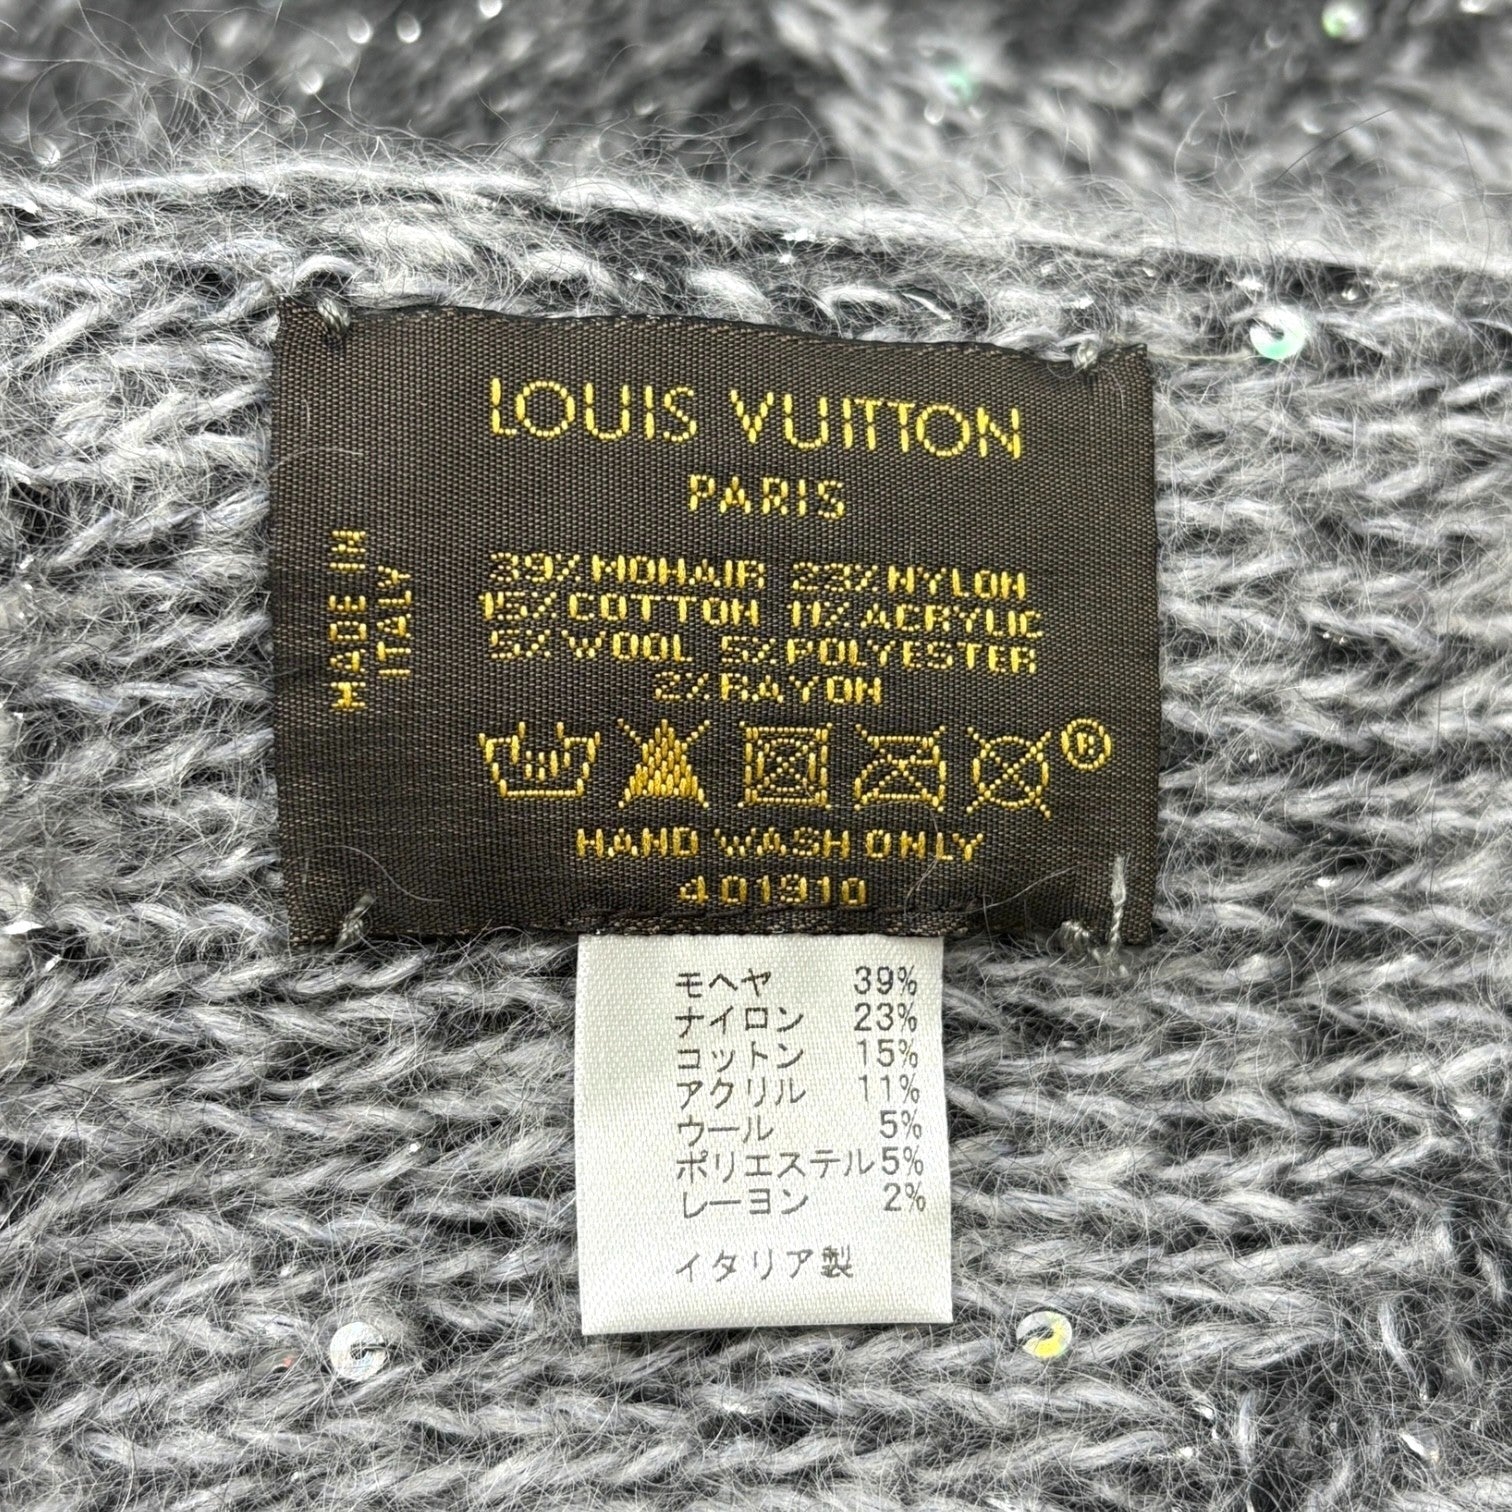 LOUIS VUITTON
PARIS
MADE IN
ITALY
39% MOHAIR 23% NYLON
15% COTTON 11% ACRYLIC
5% WOOL 5% POLYESTER
2% RAYON
®
HAND WASH ONLY
401910
モヘヤ 39%
ナイロン 23%
コットン 15%
アクリル 11%
ウール 5%
ポリエステル 5%
レーヨン 2%
イタリア製